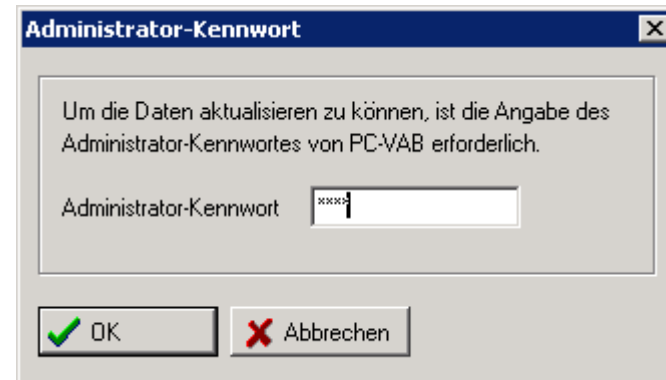 Administrator-Kennwort
Um die Daten aktualisieren zu können, ist die Angabe des
Administrator-Kennwortes von PC-VAB erforderlich.
Administrator-Kennwort ****
OK Abbrechen